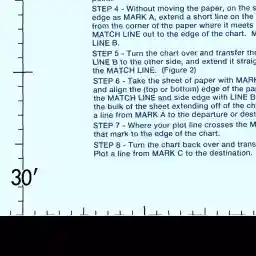 STEP 4 - Without moving the paper, on the s
edge as MARK A, extend a short line on the
from the corner of the paper where it meets
MATCH LINE out to the edge of the chart. M
LINE B.
STEP 5 - Turn the chart over and transfer the
LINE B to the other side, and extend it straig
the MATCH LINE. (Figure 2)
STEP 6 - Take the sheet of paper with MARK
and align the (top or bottom) edge of the pa
the MATCH LINE and side edge with LINE B
the bulk of the sheet extending off of the ch
a line from MARK A to the departure or dest
STEP 7 - Where your plot line crosses the M
that mark to the edge of the chart.
STEP 8 - Turn the chart back over and trans
Plot a line from MARK C to the destination.
30′